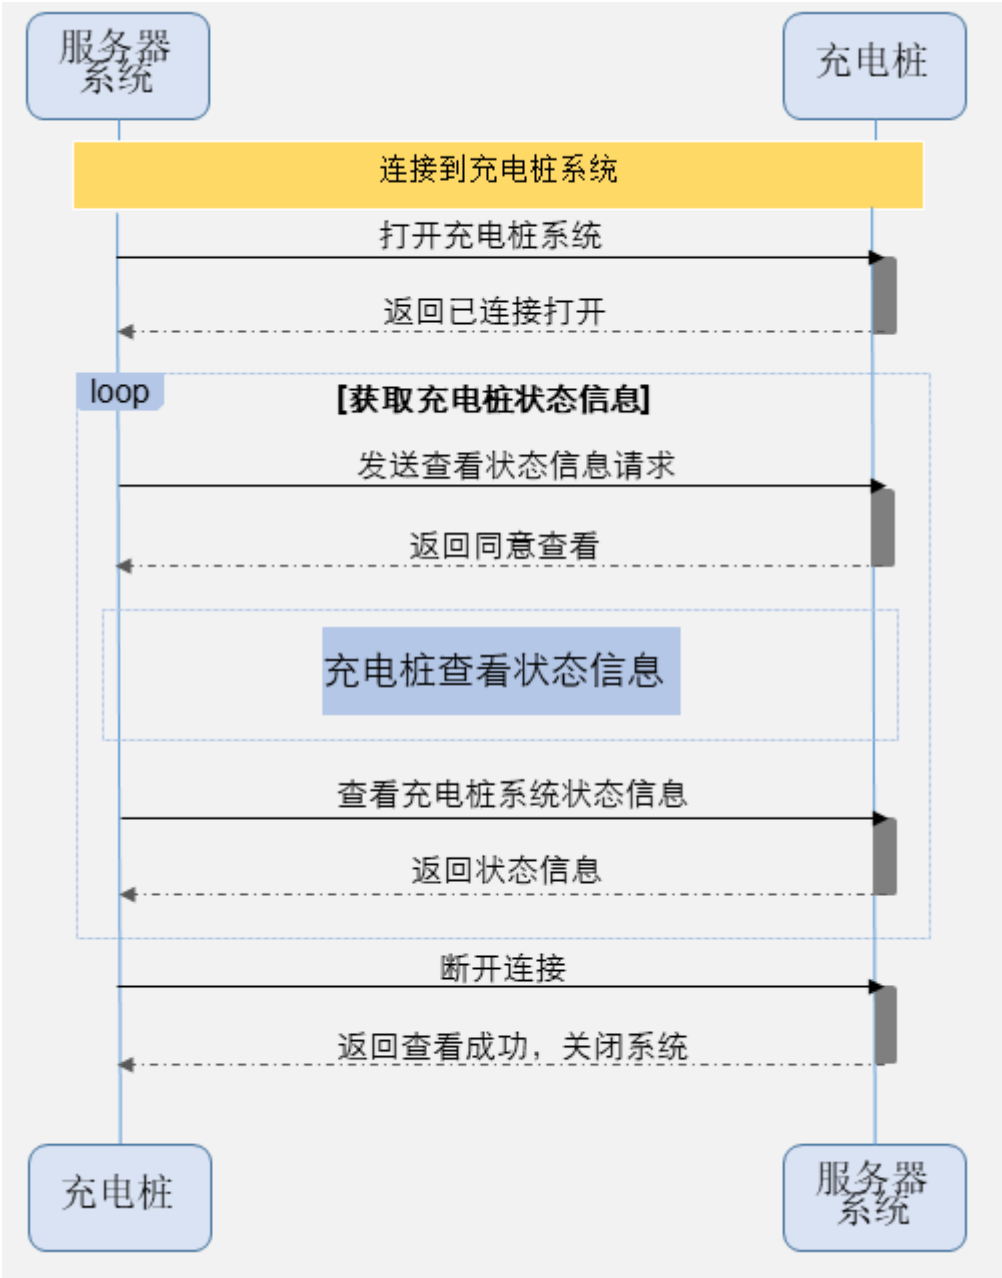 服务器
系统
充电桩
连接到充电桩系统
打开充电桩系统
返回已连接打开
loop
[获取充电桩状态信息]
发送查看状态信息请求
返回同意查看
充电桩查看状态信息
查看充电桩系统状态信息
返回状态信息
断开连接
返回查看成功，关闭系统
充电桩
服务器
系统